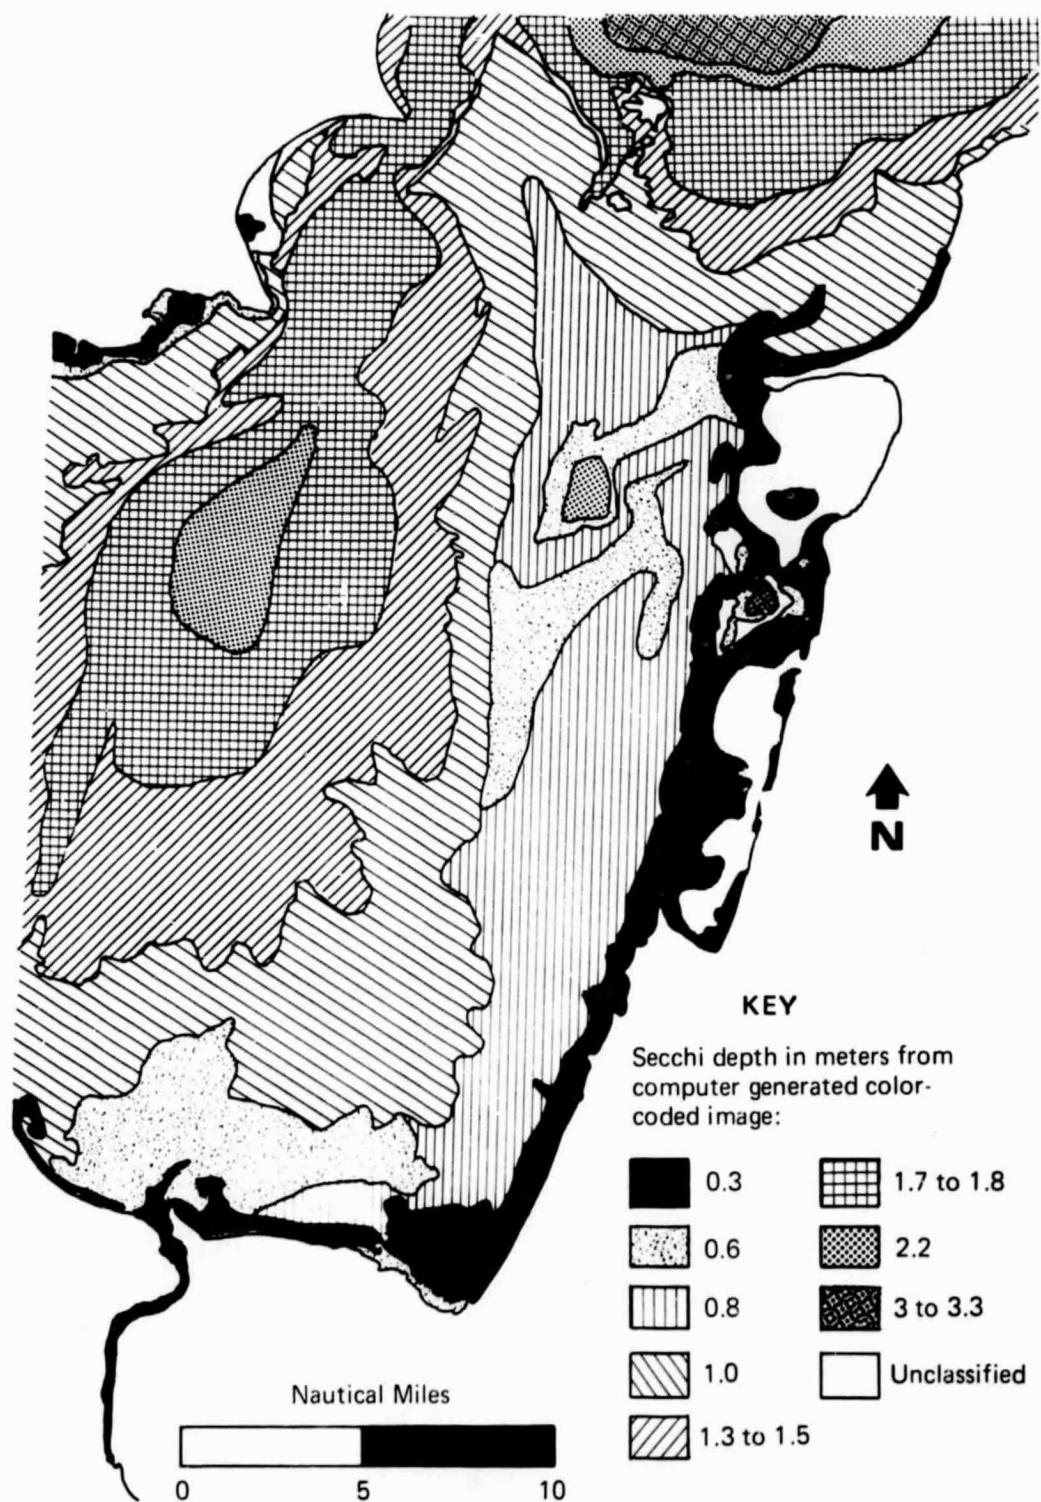 N
KEY
Secchi depth in meters from
computer generated color-
coded image:
0.3
0.6
0.8
1.0
1.3 to 1.5
1.7 to 1.8
2.2
3 to 3.3
Unclassified
Nautical Miles
0 5 10